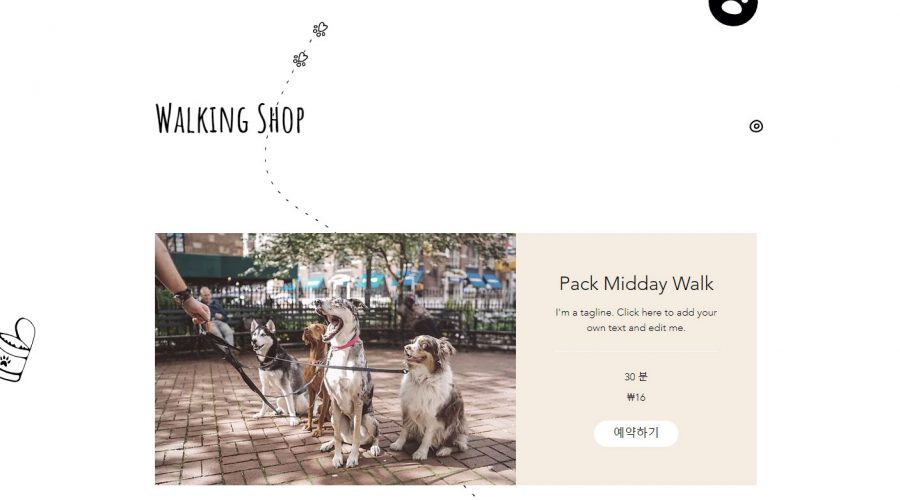 Walking Shop
Pack Midday Walk
I'm a tagline. Click here to add your
own text and edit me.
30 분
₩16
예약하기